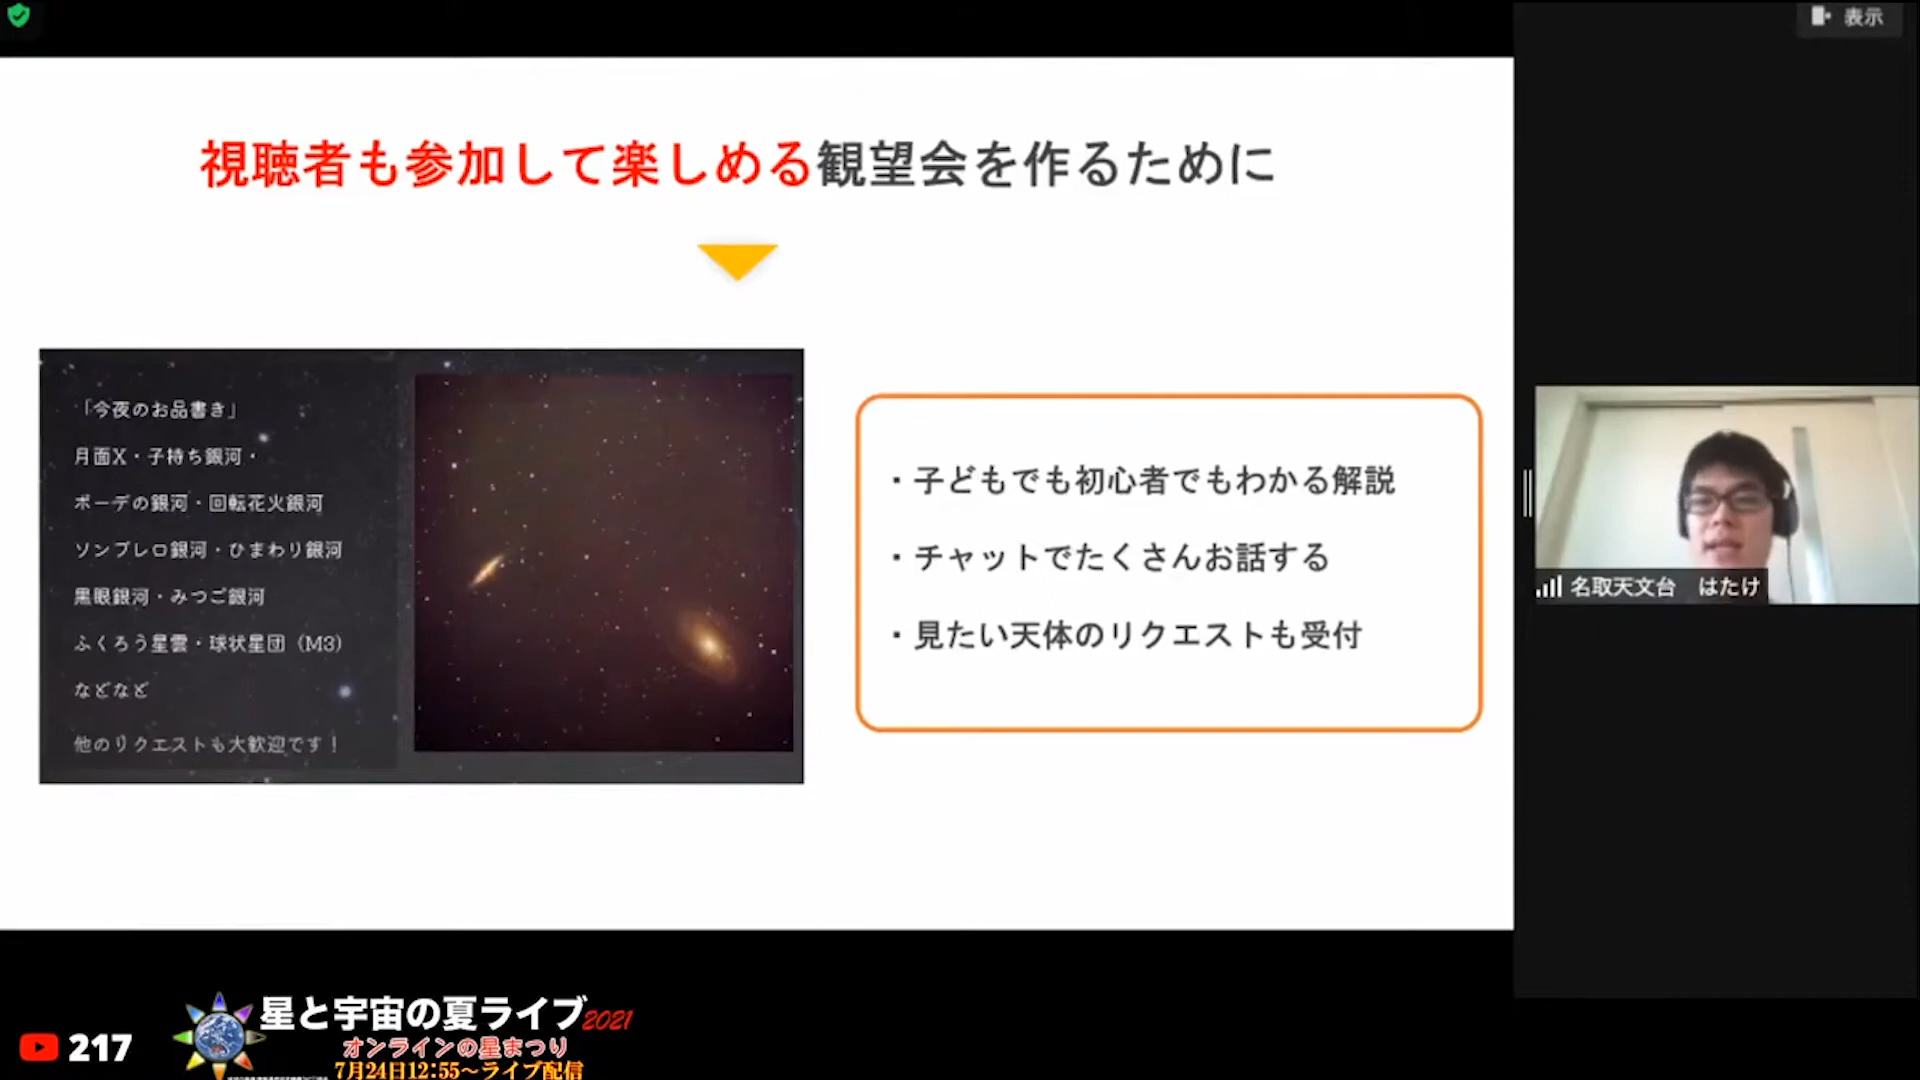 表示
視聴者も参加して楽しめる観望会を作るために
「今夜のお品書き」
月面X・子持ち銀河・
ボーデの銀河・回転花火銀河
ソンブレロ銀河・ひまわり銀河
黒眼銀河・みつご銀河
ふくろう星雲・球状星団（M3）
などなど
他のリクエストも大歓迎です！
・子どもでも初心者でもわかる解説
・チャットでたくさんお話する
・見たい天体のリクエストも受付
名取天文台 はたけ
217
星と宇宙の夏ライブ2021
オンラインの星まつり
7月24日12:55～ライブ配信